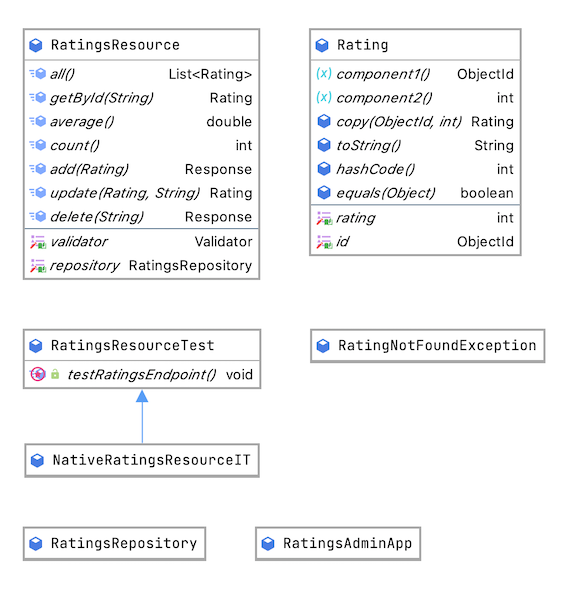 RatingsResource
all() List<Rating>
getById(String) Rating
average() double
count() int
add(Rating) Response
update(Rating, String) Rating
delete(String) Response
validator Validator
repository RatingsRepository
Rating
(x) component1() ObjectId
(x) component2() int
copy(ObjectId, int) Rating
toString() String
hashCode() int
equals(Object) boolean
rating int
id ObjectId
RatingsResourceTest
testRatingsEndpoint() void
RatingNotFoundException
NativeRatingsResourceIT
RatingsRepository
RatingsAdminApp